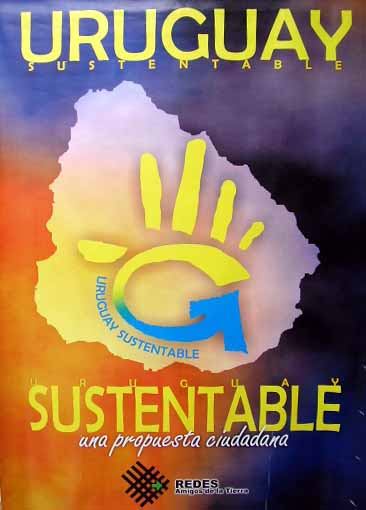 URUGUAY
SUSTENTABLE
URUGUAY SUSTENTABLE
URUGUAY
SUSTENTABLE
una propuesta ciudadana
REDES
Amigos de la Tierra